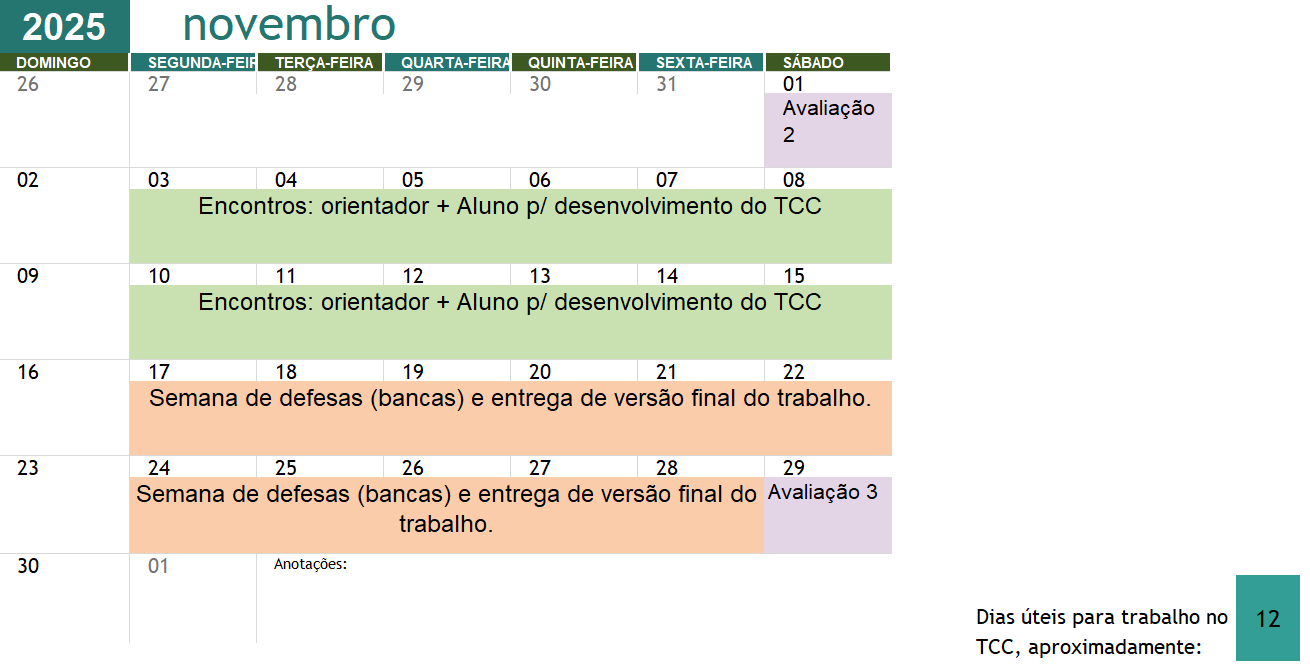 2025 novembro
DOMINGO SEGUNDA-FEIR TERÇA-FEIRA QUARTA-FEIRA QUINTA-FEIRA SEXTA-FEIRA SÁBADO
26 27 28 29 30 31 01
Avaliação
2
02 03 04 05 06 07 08
Encontros: orientador + Aluno p/ desenvolvimento do TCC
09 10 11 12 13 14 15
Encontros: orientador + Aluno p/ desenvolvimento do TCC
16 17 18 19 20 21 22
Semana de defesas (bancas) e entrega de versão final do trabalho.
23 24 25 26 27 28 29
Semana de defesas (bancas) e entrega de versão final do
trabalho.
Avaliação 3
30 01 Anotações:
Dias úteis para trabalho no
TCC, aproximadamente:
12